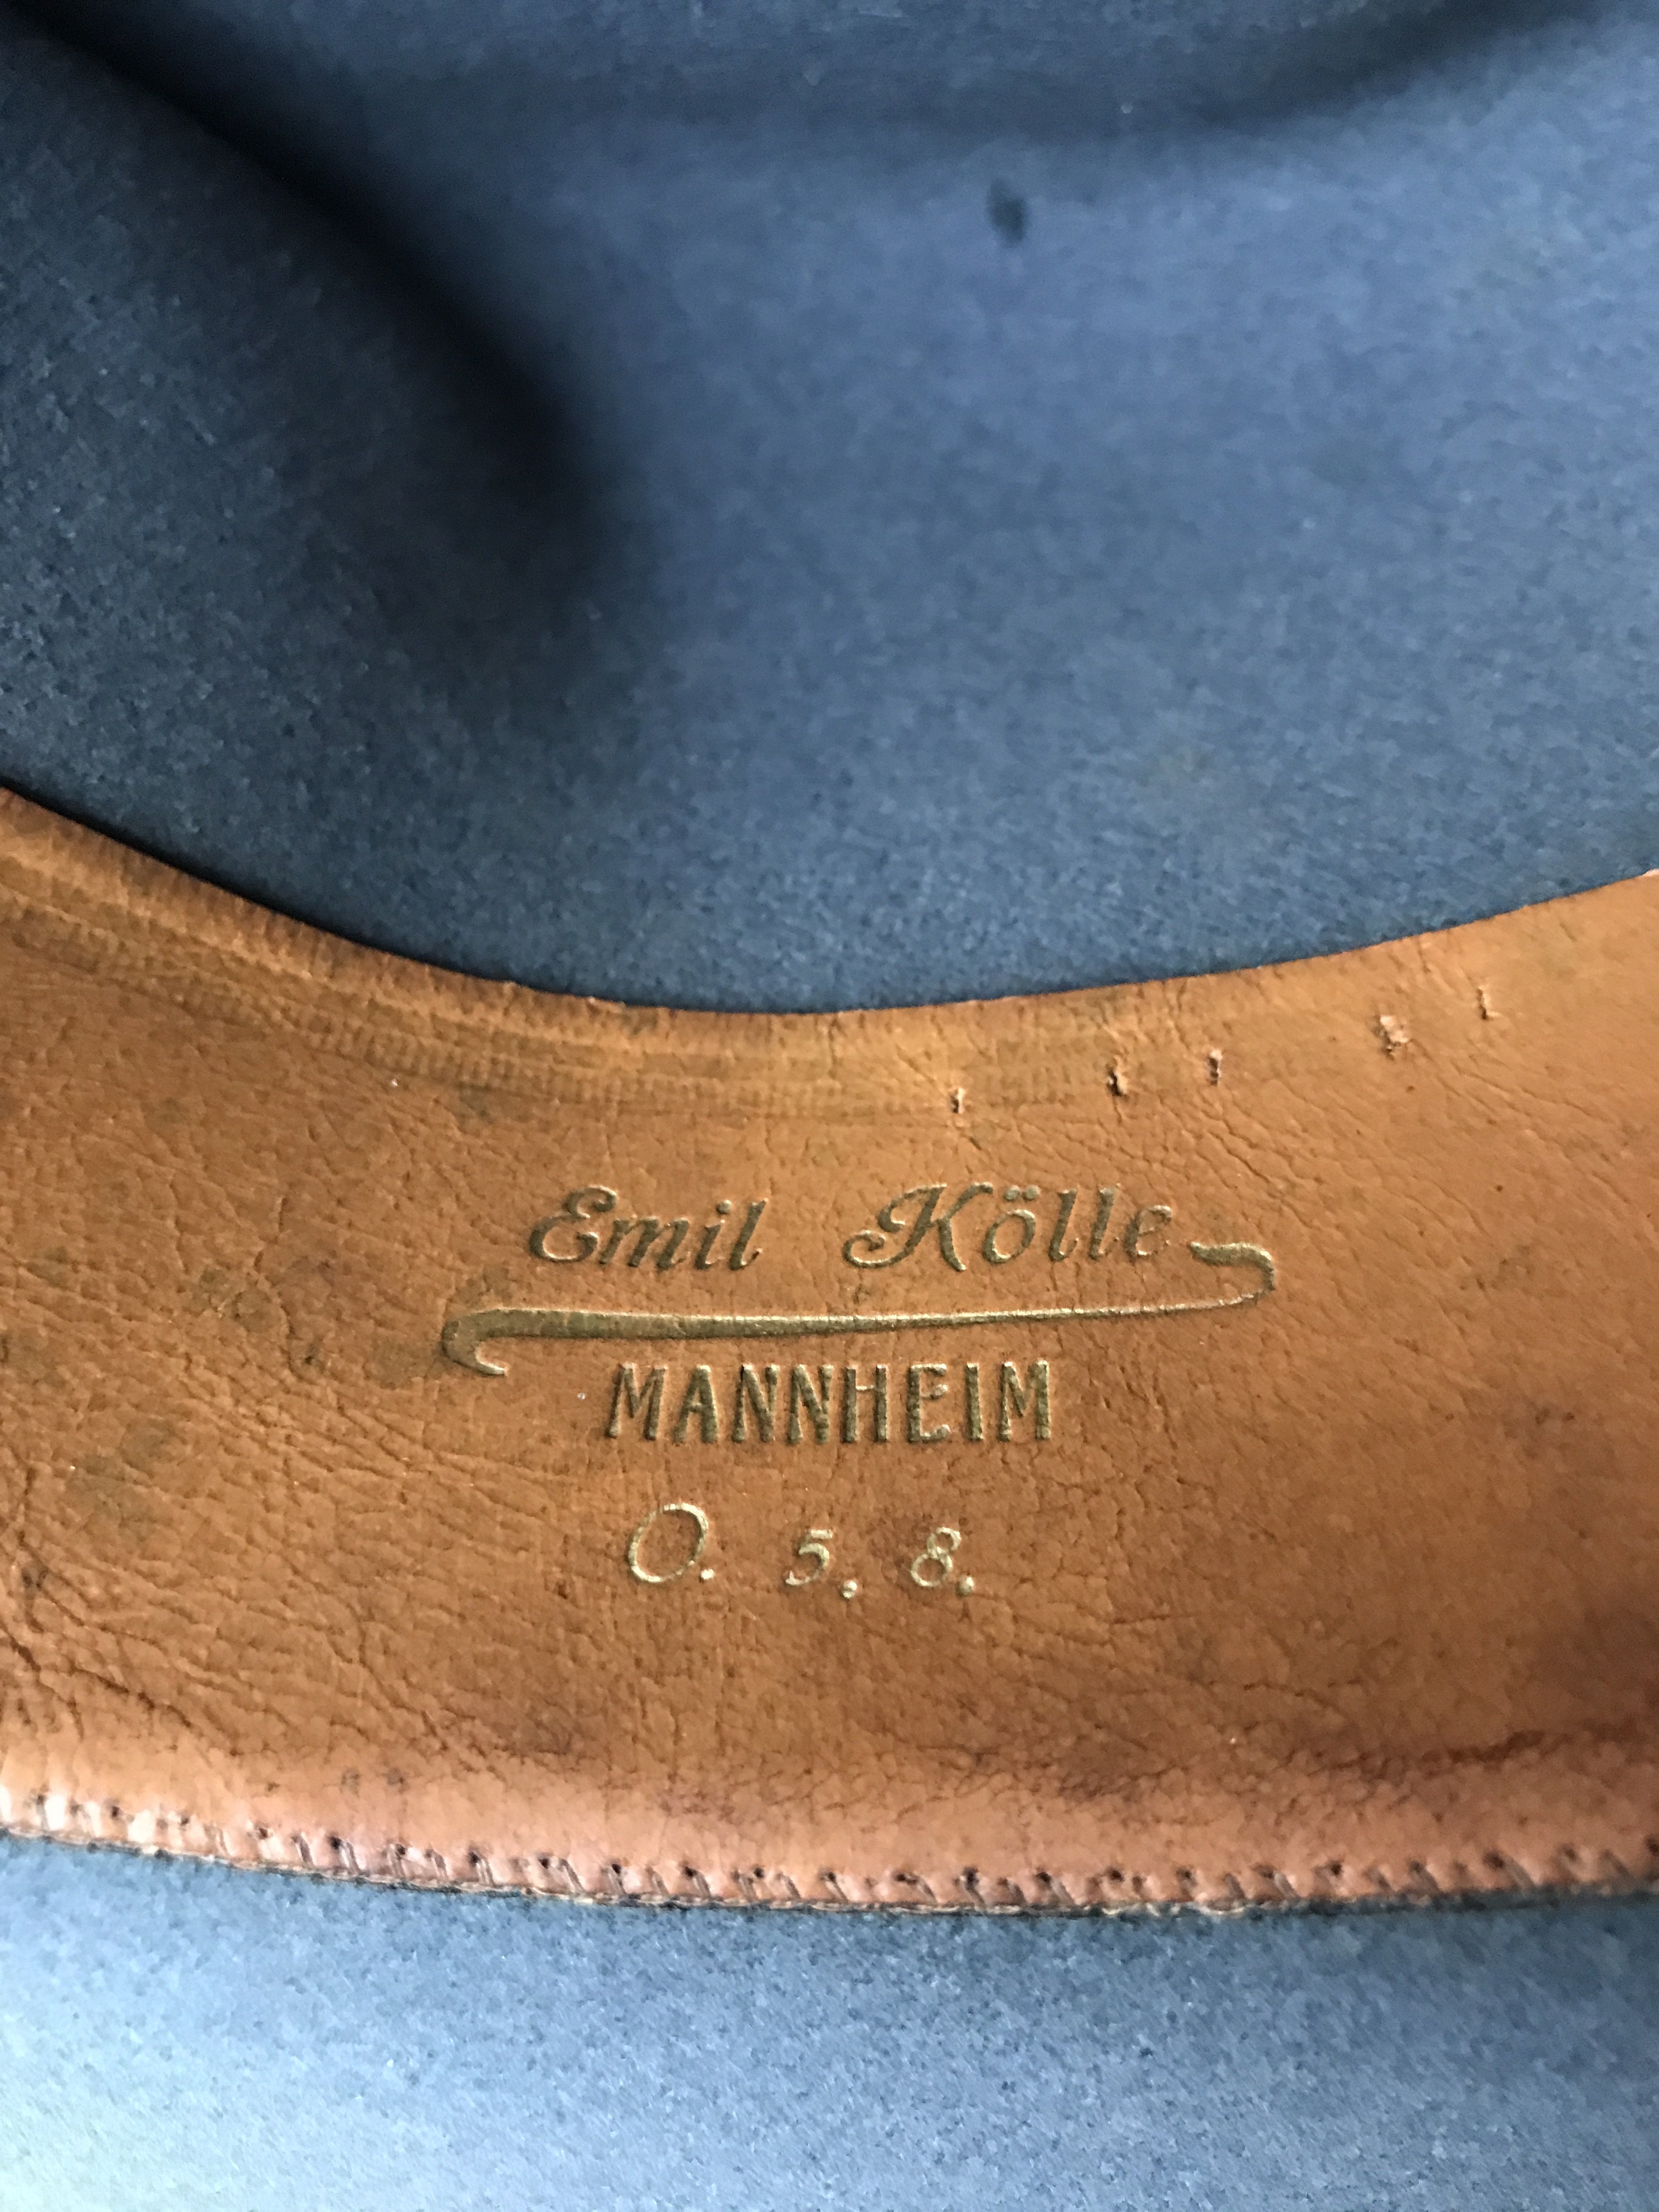 Emil Kölle
MANNHEIM
O. 5, 8.